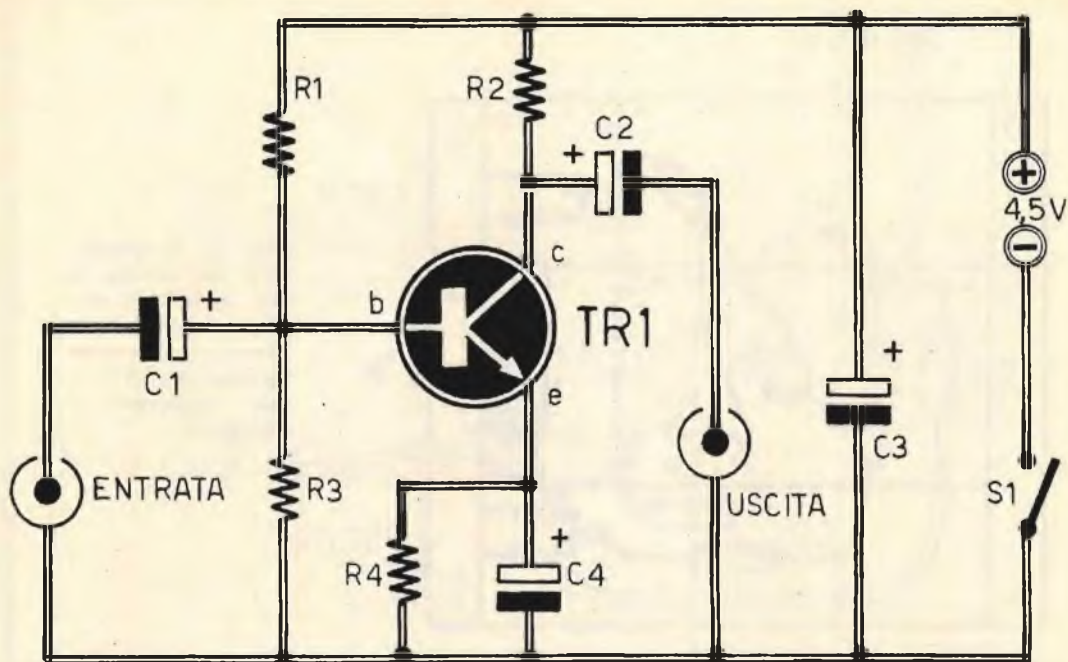 R1
R2
C2
+
+
4,5V
−
c
b
TR1
+
C1
e
+
C3
ENTRATA
R3
USCITA
S1
R4
+
C4